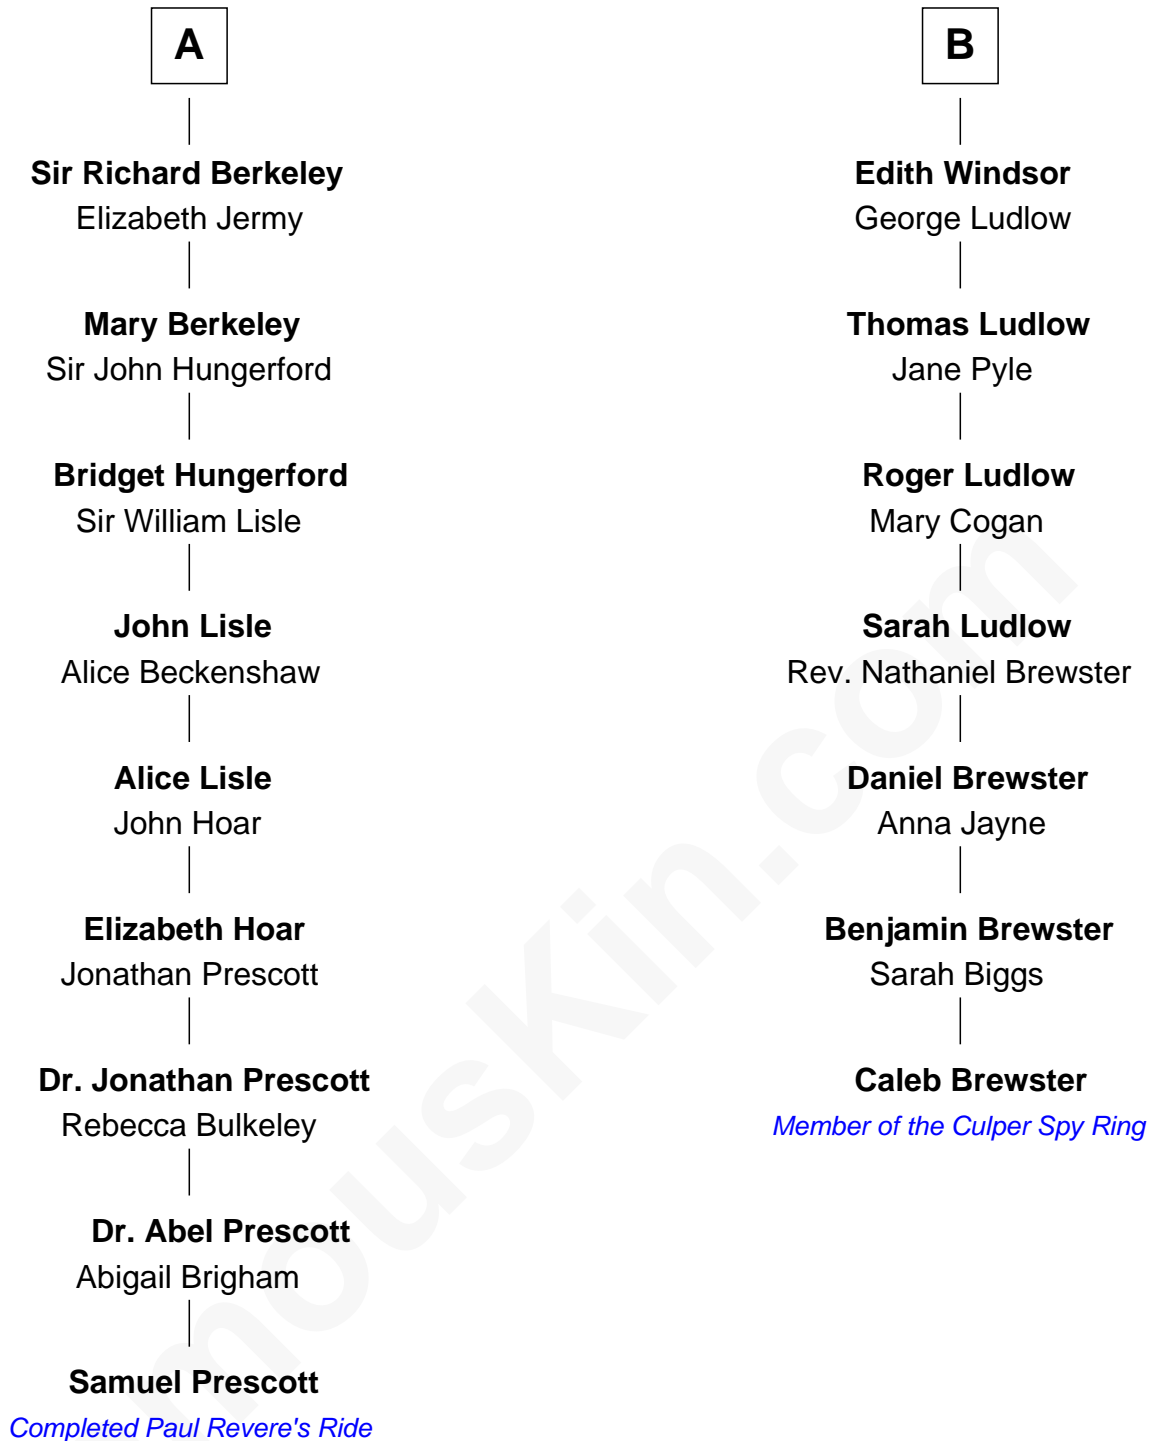 A
Sir Richard Berkeley
Elizabeth Jermy
Mary Berkeley
Sir John Hungerford
Bridget Hungerford
Sir William Lisle
John Lisle
Alice Beckenshaw
Alice Lisle
John Hoar
Elizabeth Hoar
Jonathan Prescott
Dr. Jonathan Prescott
Rebecca Bulkeley
Dr. Abel Prescott
Abigail Brigham
Samuel Prescott
Completed Paul Revere's Ride
B
Edith Windsor
George Ludlow
Thomas Ludlow
Jane Pyle
Roger Ludlow
Mary Cogan
Sarah Ludlow
Rev. Nathaniel Brewster
Daniel Brewster
Anna Jayne
Benjamin Brewster
Sarah Biggs
Caleb Brewster
Member of the Culper Spy Ring
mousKin.com